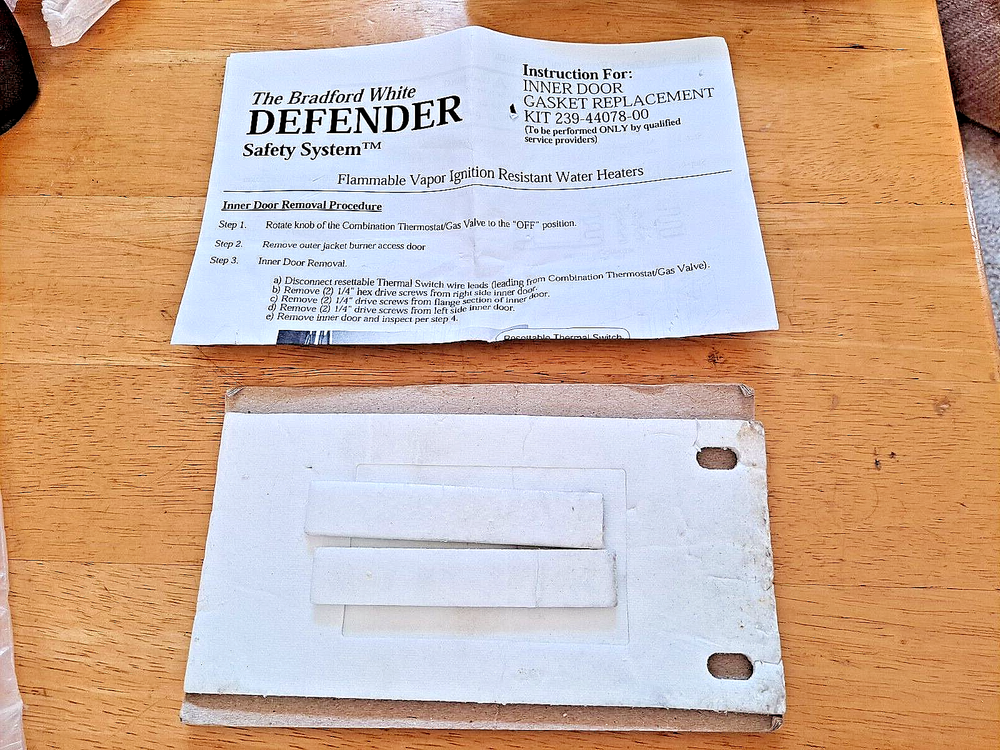 The Bradford White
DEFENDER
Safety System™
Instruction For:
INNER DOOR
GASKET REPLACEMENT
KIT 239-44078-00
(To be performed ONLY by qualified
service providers)
Flammable Vapor Ignition Resistant Water Heaters
Inner Door Removal Procedure
Step 1. Rotate knob of the Combination Thermostat/Gas Valve to the "OFF" position.
Step 2. Remove outer jacket burner access door
Step 3. Inner Door Removal.
a) Disconnect resettable Thermal Switch wire leads (leading from Combination Thermostat/Gas Valve).
b) Remove (2) 1/4" hex drive screws from right side inner door.
c) Remove (2) 1/4" drive screws from flange section of inner door.
d) Remove (2) 1/4" drive screws from left side inner door.
e) Remove inner door and inspect per step 4.
Resettable Thermal Switch